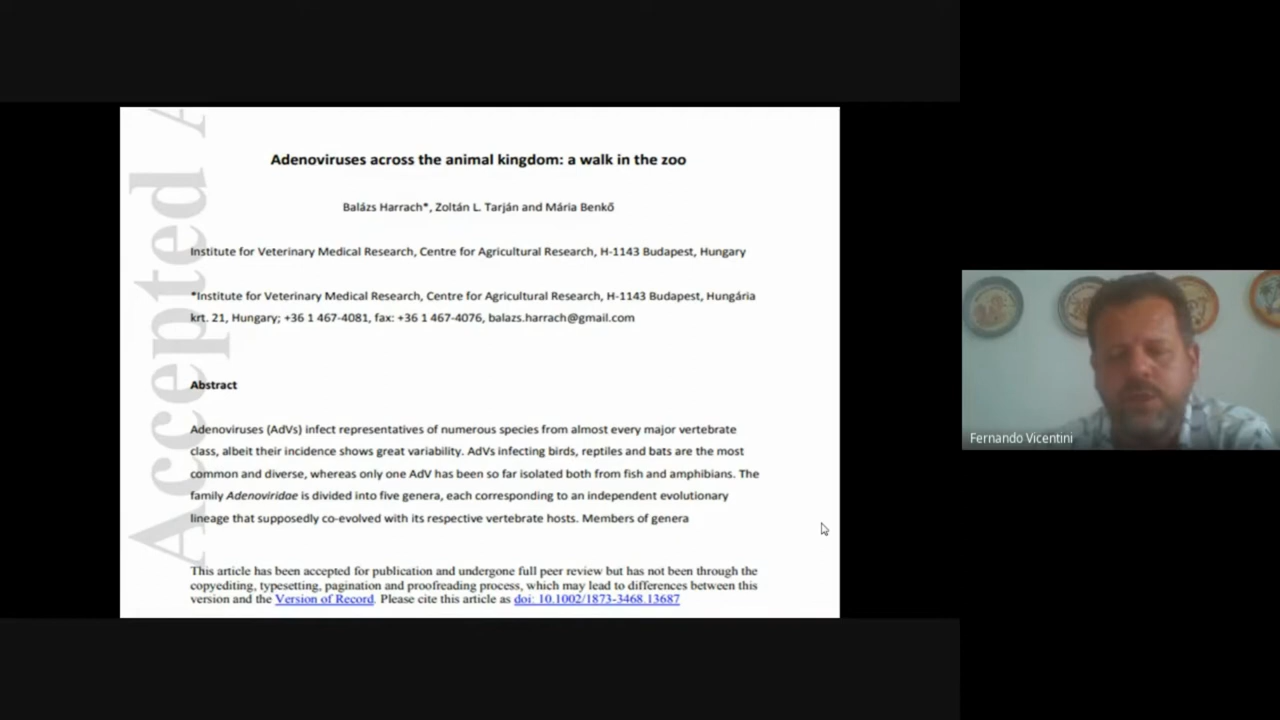 Accepted A
Adenoviruses across the animal kingdom: a walk in the zoo
Balázs Harrach*, Zoltán L. Tarján and Mária Benkő
Institute for Veterinary Medical Research, Centre for Agricultural Research, H-1143 Budapest, Hungary
*Institute for Veterinary Medical Research, Centre for Agricultural Research, H-1143 Budapest, Hungária
krt. 21, Hungary; +36 1 467-4081, fax: +36 1 467-4076, balazs.harrach@gmail.com
Abstract
Adenoviruses (AdVs) infect representatives of numerous species from almost every major vertebrate
class, albeit their incidence shows great variability. AdVs infecting birds, reptiles and bats are the most
common and diverse, whereas only one AdV has been so far isolated both from fish and amphibians. The
family Adenoviridae is divided into five genera, each corresponding to an independent evolutionary
lineage that supposedly co-evolved with its respective vertebrate hosts. Members of genera
This article has been accepted for publication and undergone full peer review but has not been through the
copyediting, typesetting, pagination and proofreading process, which may lead to differences between this
version and the Version of Record. Please cite this article as doi: 10.1002/1873-3468.13687
Fernando Vicentini